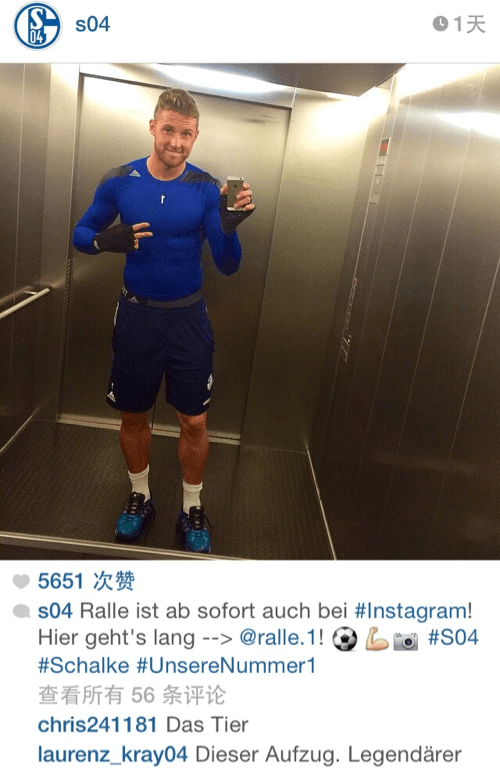 S
04
s04
1天
5651 次赞
s04 Ralle ist ab sofort auch bei #Instagram!
Hier geht's lang --> @ralle.1! ⚽💪📷 #S04
#Schalke #UnsereNummer1
查看所有 56 条评论
chris241181 Das Tier
laurenz_kray04 Dieser Aufzug. Legendärer